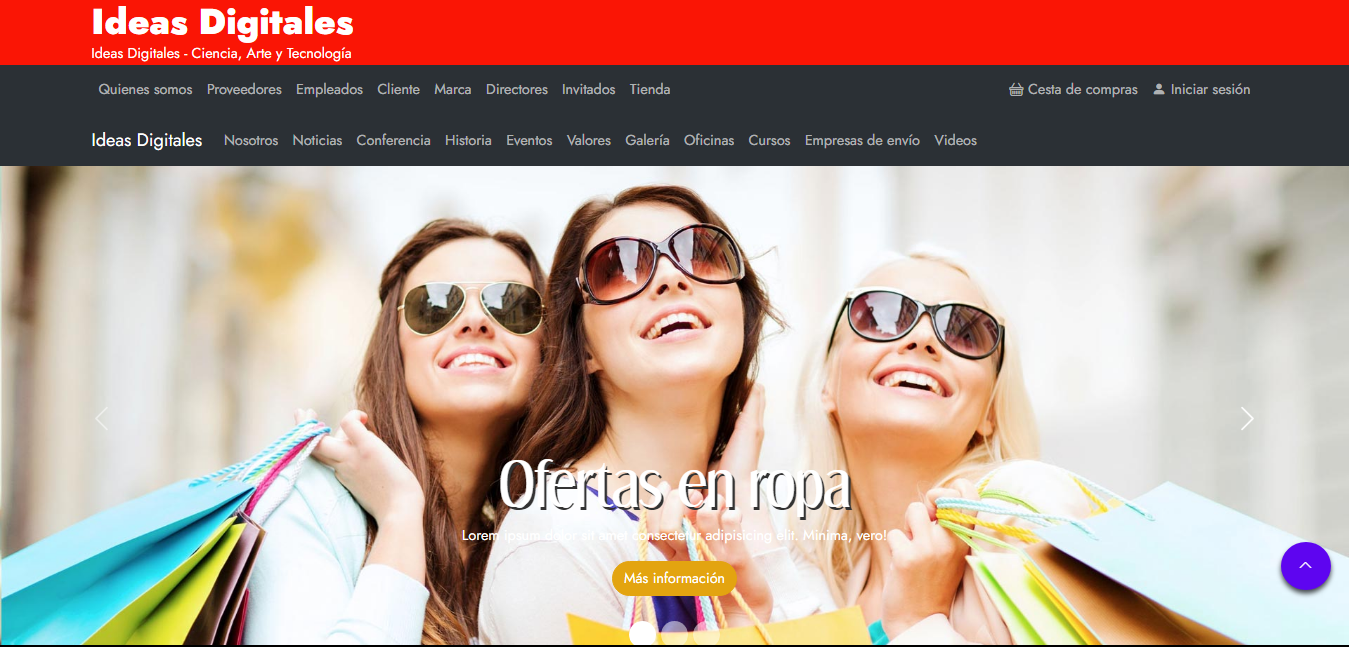 Ideas Digitales
Ideas Digitales - Ciencia, Arte y Tecnología
Quienes somos Proveedores Empleados Cliente Marca Directores Invitados Tienda Cesta de compras Iniciar sesión
Ideas Digitales Nosotros Noticias Conferencia Historia Eventos Valores Galería Oficinas Cursos Empresas de envío Videos
Ofertas en ropa
Lorem ipsum dolor sit amet consectetur adipisicing elit. Minima, vero!
Más información